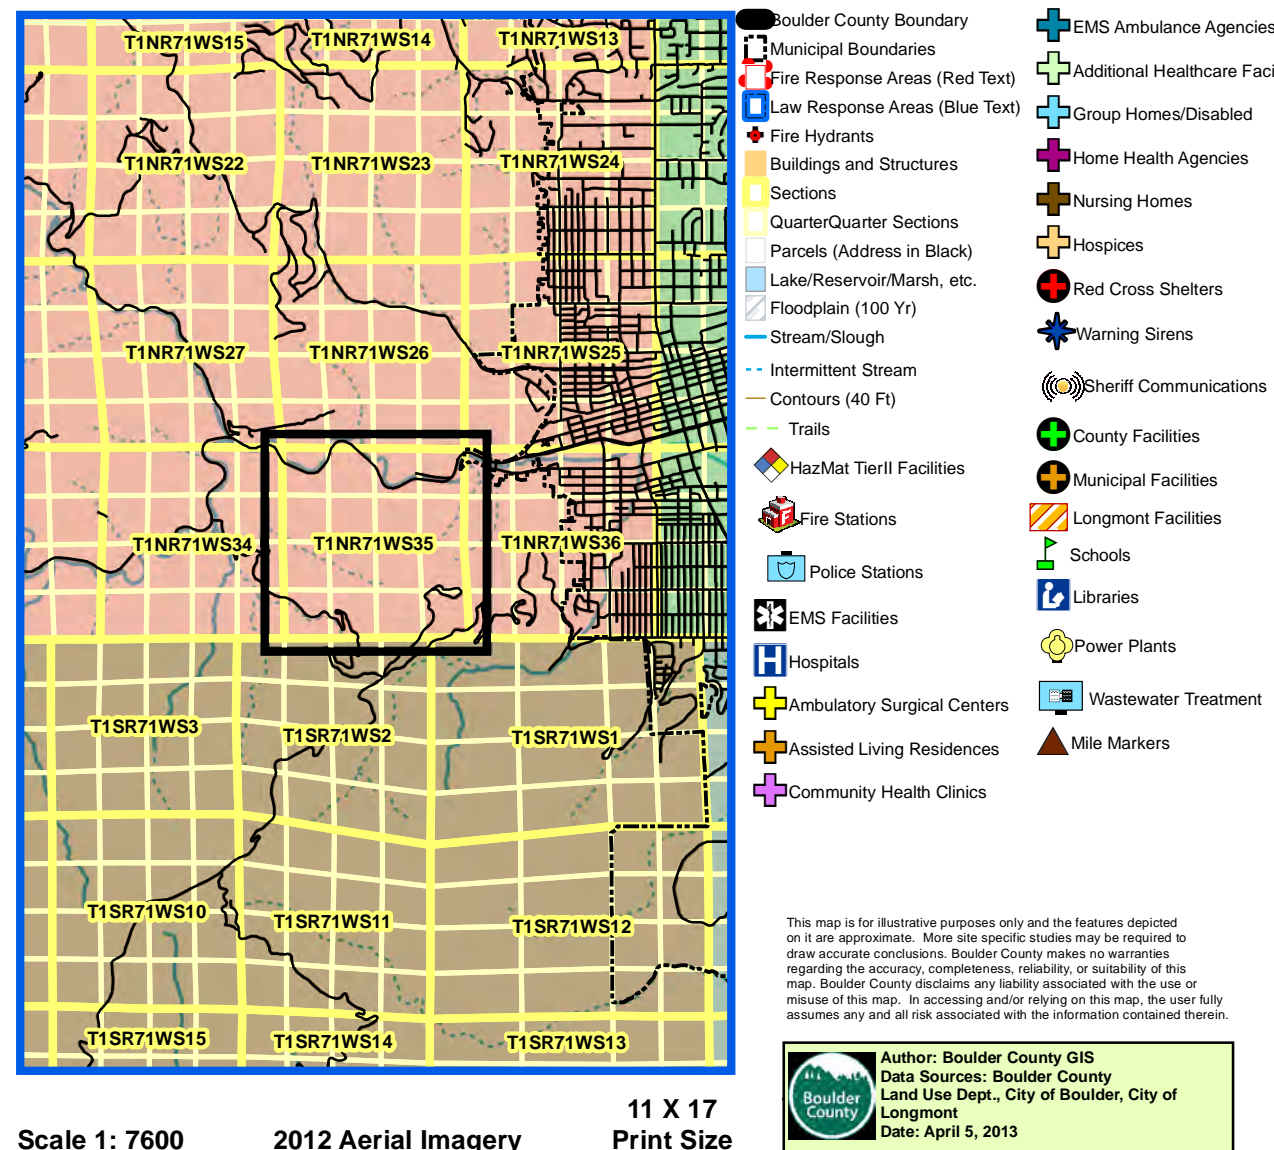 T1NR71WS15
T1NR71WS14
T1NR71WS13
T1NR71WS22
T1NR71WS23
T1NR71WS24
T1NR71WS27
T1NR71WS26
T1NR71WS25
T1NR71WS34
T1NR71WS35
T1NR71WS36
T1SR71WS3
T1SR71WS2
T1SR71WS1
T1SR71WS10
T1SR71WS11
T1SR71WS12
T1SR71WS15
T1SR71WS14
T1SR71WS13
Scale 1: 7600
2012 Aerial Imagery
11 X 17
Print Size
Boulder County Boundary
Municipal Boundaries
Fire Response Areas (Red Text)
Law Response Areas (Blue Text)
Fire Hydrants
Buildings and Structures
Sections
QuarterQuarter Sections
Parcels (Address in Black)
Lake/Reservoir/Marsh, etc.
Floodplain (100 Yr)
Stream/Slough
Intermittent Stream
Contours (40 Ft)
Trails
HazMat TierII Facilities
Fire Stations
Police Stations
EMS Facilities
H Hospitals
Ambulatory Surgical Centers
Assisted Living Residences
Community Health Clinics
EMS Ambulance Agencies
Additional Healthcare Faci
Group Homes/Disabled
Home Health Agencies
Nursing Homes
Hospices
Red Cross Shelters
Warning Sirens
Sheriff Communications
County Facilities
Municipal Facilities
Longmont Facilities
Schools
Libraries
Power Plants
Wastewater Treatment
Mile Markers
This map is for illustrative purposes only and the features depicted
on it are approximate. More site specific studies may be required to
draw accurate conclusions. Boulder County makes no warranties
regarding the accuracy, completeness, reliability, or suitability of this
map. Boulder County disclaims any liability associated with the use or
misuse of this map. In accessing and/or relying on this map, the user fully
assumes any and all risk associated with the information contained therein.
Boulder
County
Author: Boulder County GIS
Data Sources: Boulder County
Land Use Dept., City of Boulder, City of
Longmont
Date: April 5, 2013